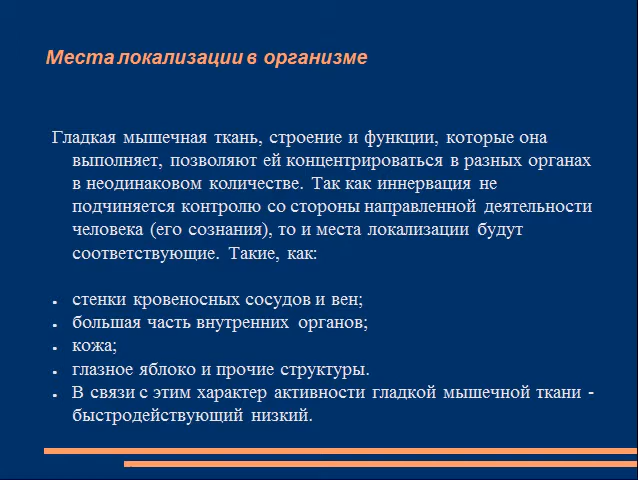 Места локализации в организме
Гладкая мышечная ткань, строение и функции, которые она
выполняет, позволяют ей концентрироваться в разных органах
в неодинаковом количестве. Так как иннервация не
подчиняется контролю со стороны направленной деятельности
человека (его сознания), то и места локализации будут
соответствующие. Такие, как:
• стенки кровеносных сосудов и вен;
• большая часть внутренних органов;
• кожа;
• глазное яблоко и прочие структуры.
• В связи с этим характер активности гладкой мышечной ткани -
быстродействующий низкий.